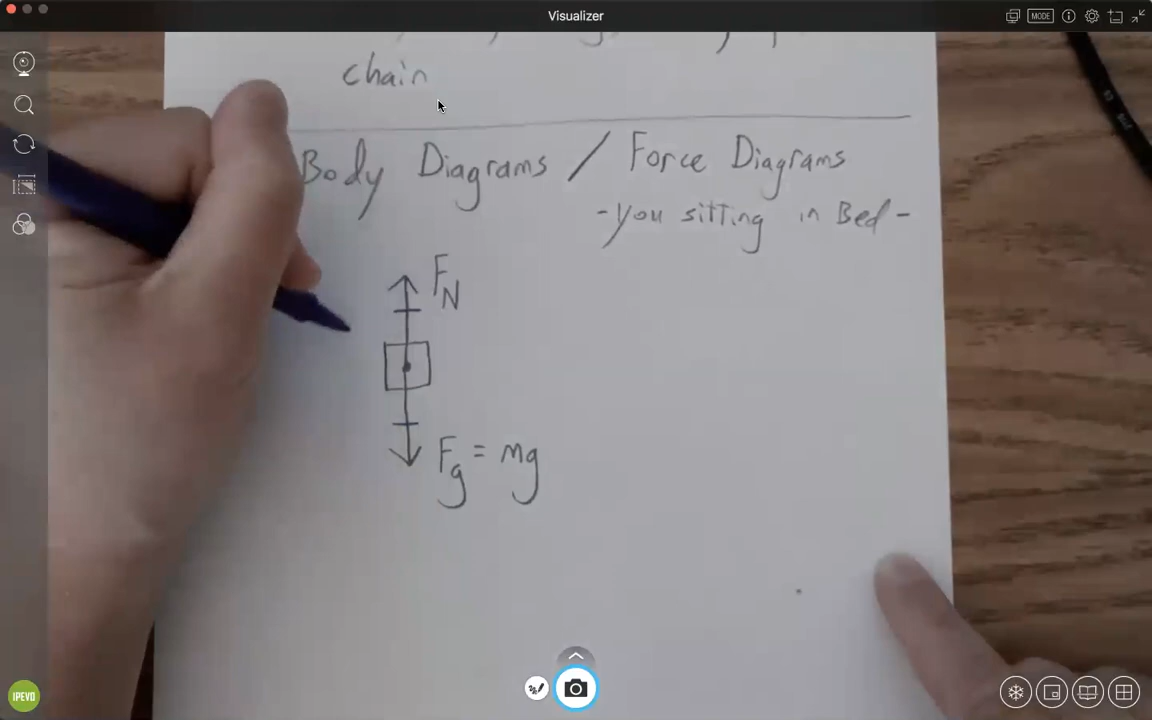 Visualizer
MODE
chain
Body Diagrams / Force Diagrams
-you sitting in Bed-
F_N
F_g = mg
IPEVO